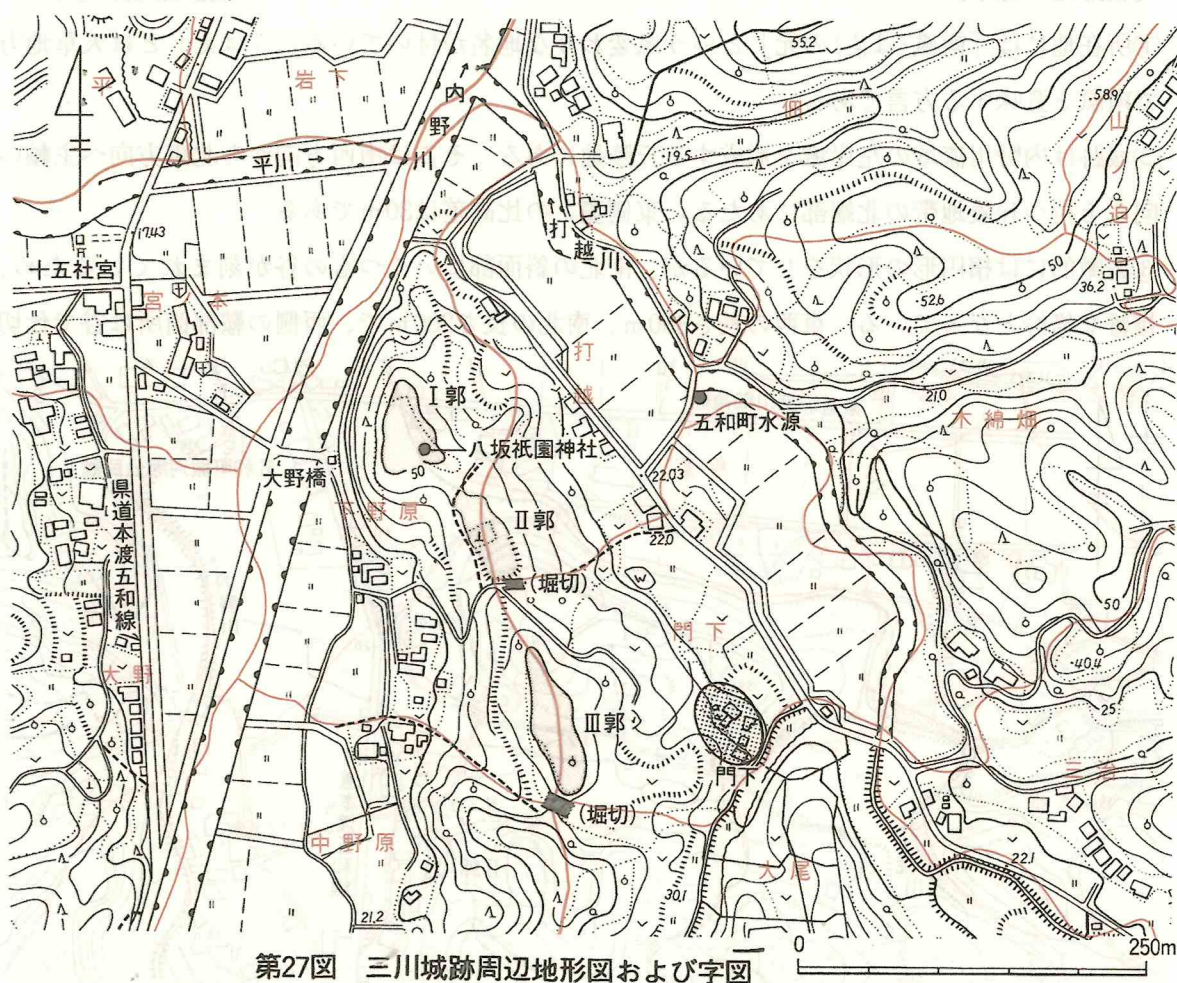 平
岩下
内
野
川
55.2
佃
58.9
山ノ迫
平川→
19.5
打
越
川
50
17.43
十五社宮
宮ノ本
36.2
52.6
打越
Ⅰ郭
21.0
五和町水源
木綿畑
八坂祇園神社
50
大野橋
22.03
下野原
県道本渡五和線
Ⅱ郭
22.0
(堀切)
50
門下
40.4
大野
25
Ⅲ郭
門下
(堀切)
中野原
大尾
22.1
30.1
21.2
0
250m
第27図 三川城跡周辺地形図および字図